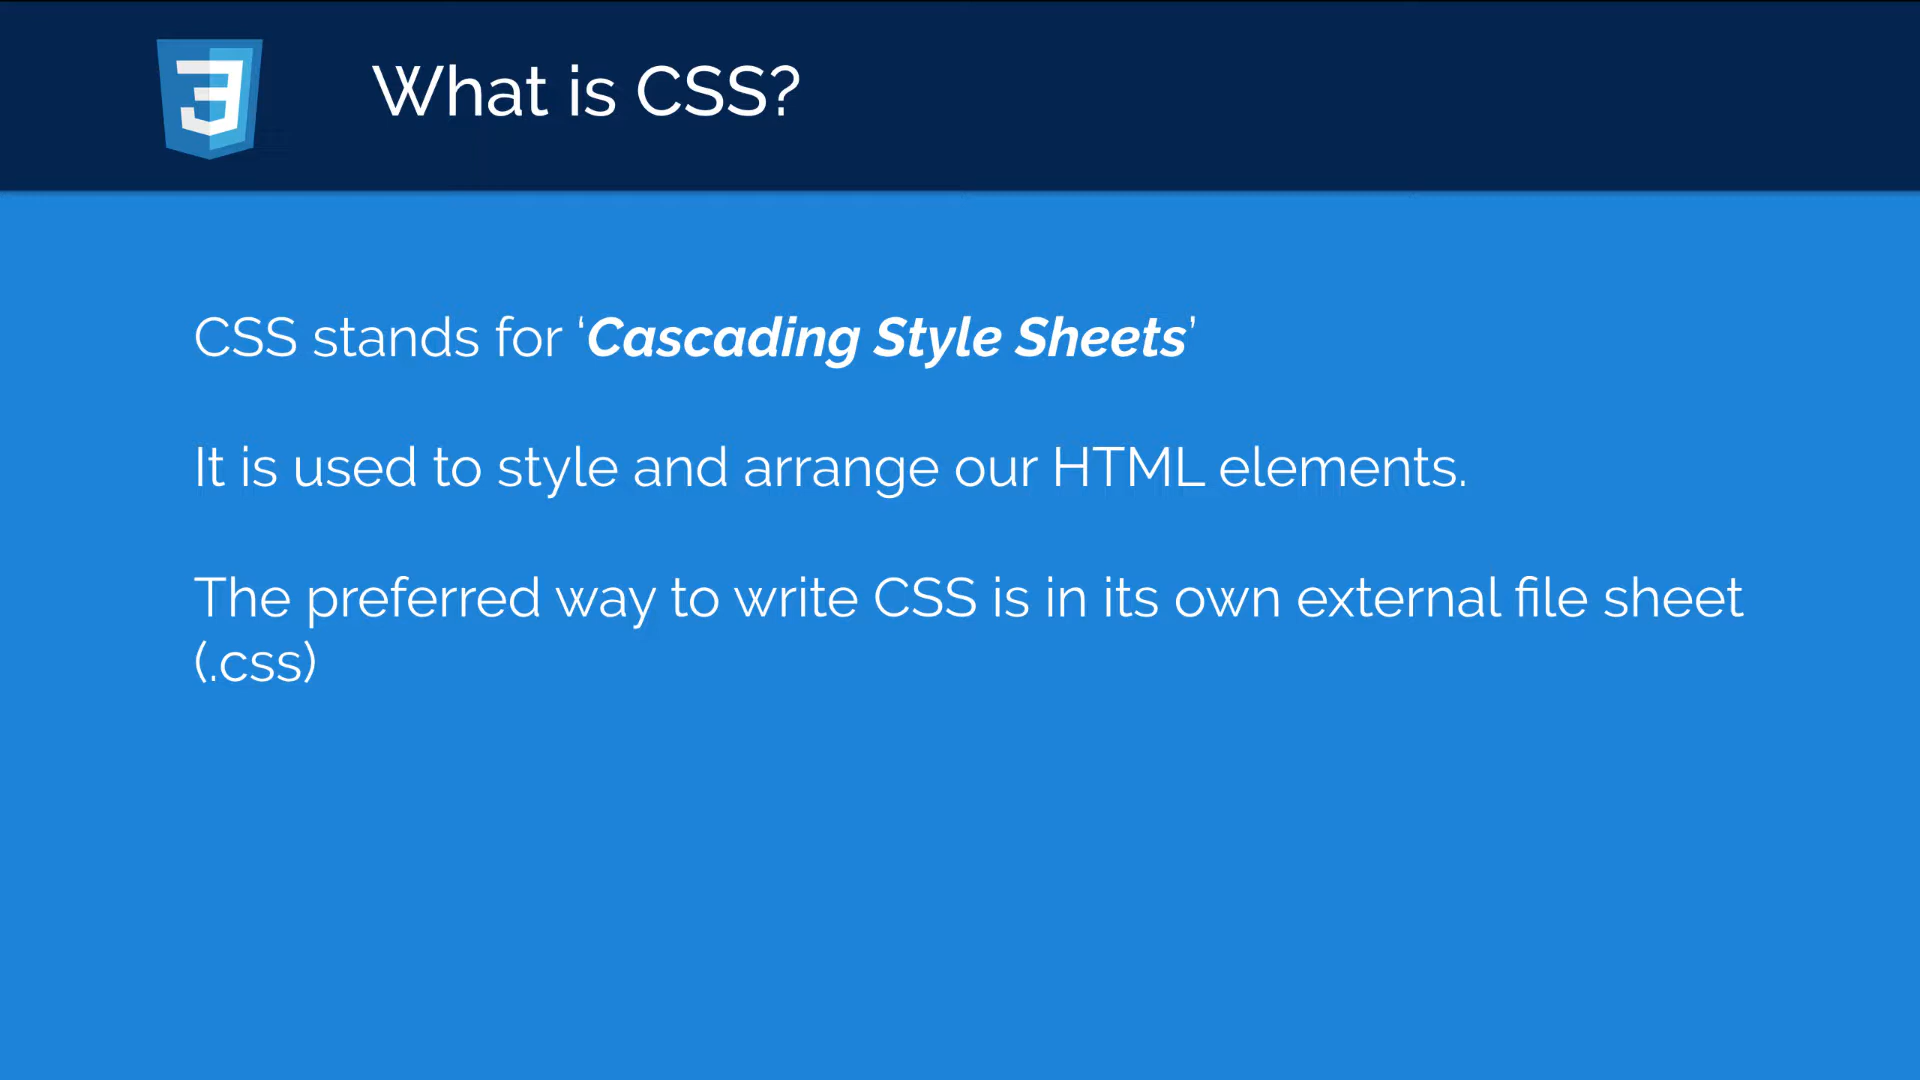 What is CSS?
CSS stands for ‘Cascading Style Sheets’
It is used to style and arrange our HTML elements.
The preferred way to write CSS is in its own external file sheet
(.css)